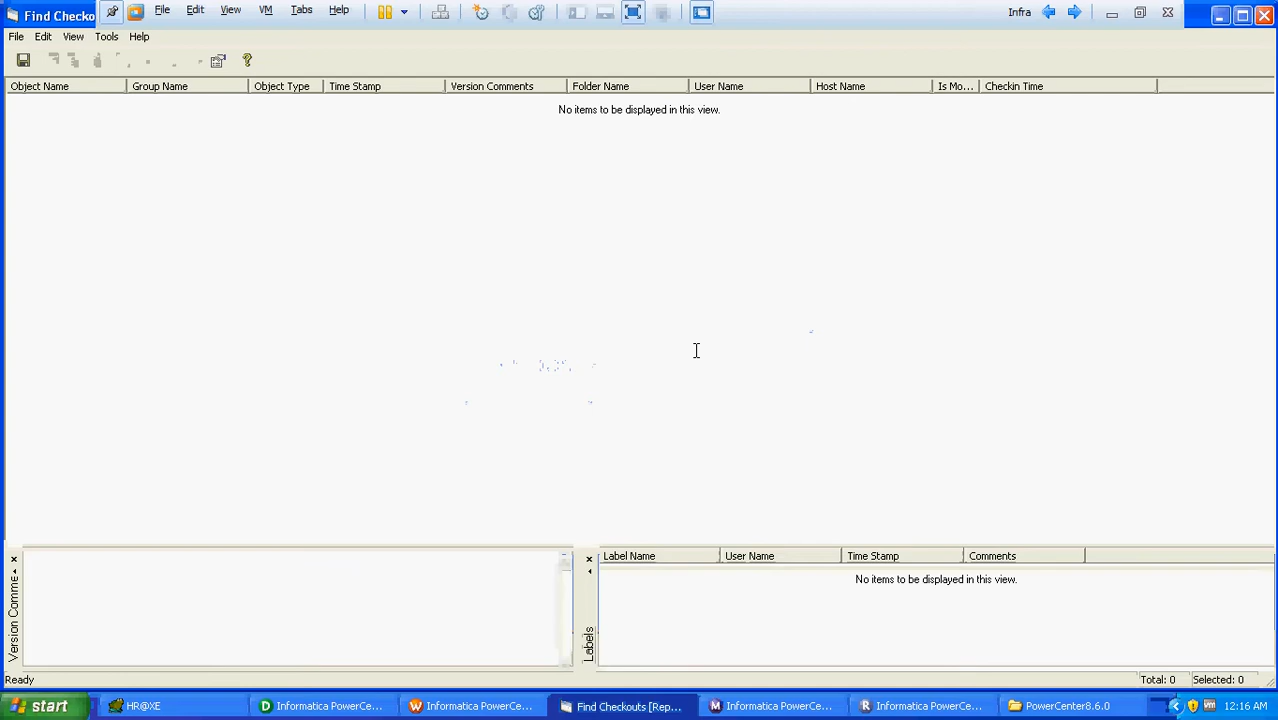 Find Checko
File Edit View VM Tabs Help
Infra
File Edit View Tools Help
Object Name Group Name Object Type Time Stamp Version Comments Folder Name User Name Host Name Is Mo... Checkin Time
No items to be displayed in this view.
Version Comme
Labels
Label Name User Name Time Stamp Comments
No items to be displayed in this view.
Ready
Total: 0 Selected: 0
start HR@XE Informatica PowerCe... Informatica PowerCen... Find Checkouts [Rep... Informatica PowerCe... Informatica PowerCe... PowerCenter8.6.0 12:16 AM